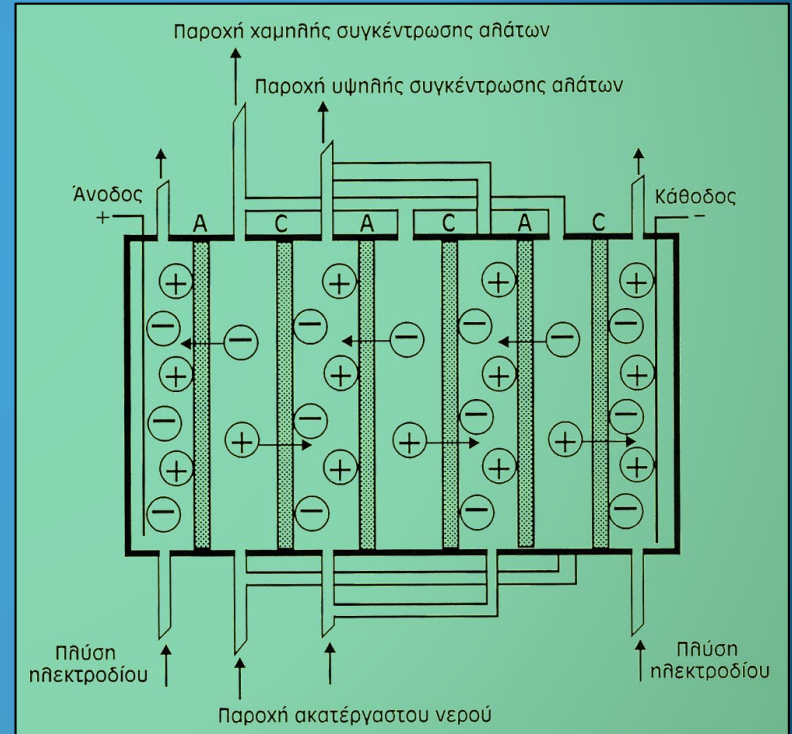 Παροχή χαμηλής συγκέντρωσης αλάτων
Παροχή υψηλής συγκέντρωσης αλάτων
Άνοδος
+
A
C
A
C
A
C
Κάθοδος
−
+ + + +
− − − −
− − −
+ + + +
− − − −
+ + +
+ + + +
− − − −
Πλύση
ηλεκτροδίου
Πλύση
ηλεκτροδίου
Παροχή ακατέργαστου νερού